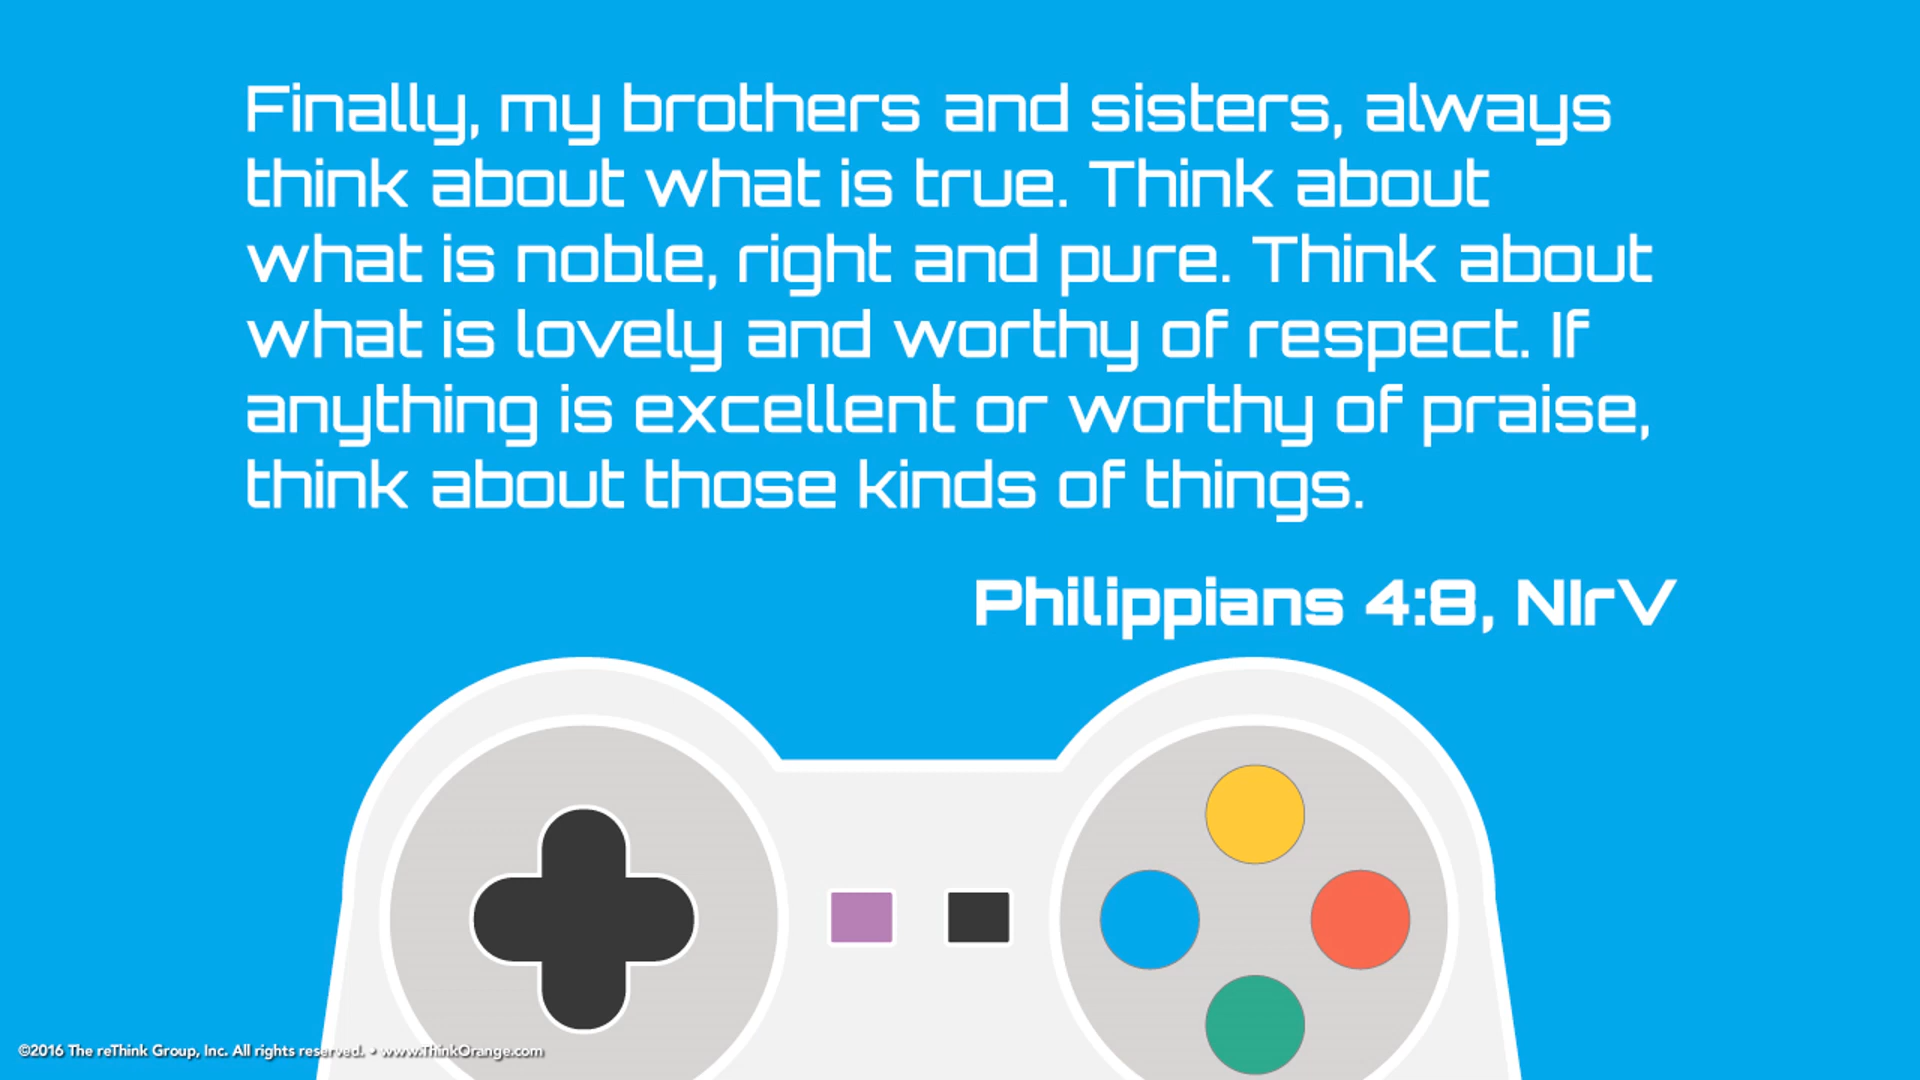 Finally, my brothers and sisters, always
think about what is true. Think about
what is noble, right and pure. Think about
what is lovely and worthy of respect. If
anything is excellent or worthy of praise,
think about those kinds of things.
Philippians 4:8, NIrV
©2016 The reThink Group, Inc. All rights reserved. • www.ThinkOrange.com